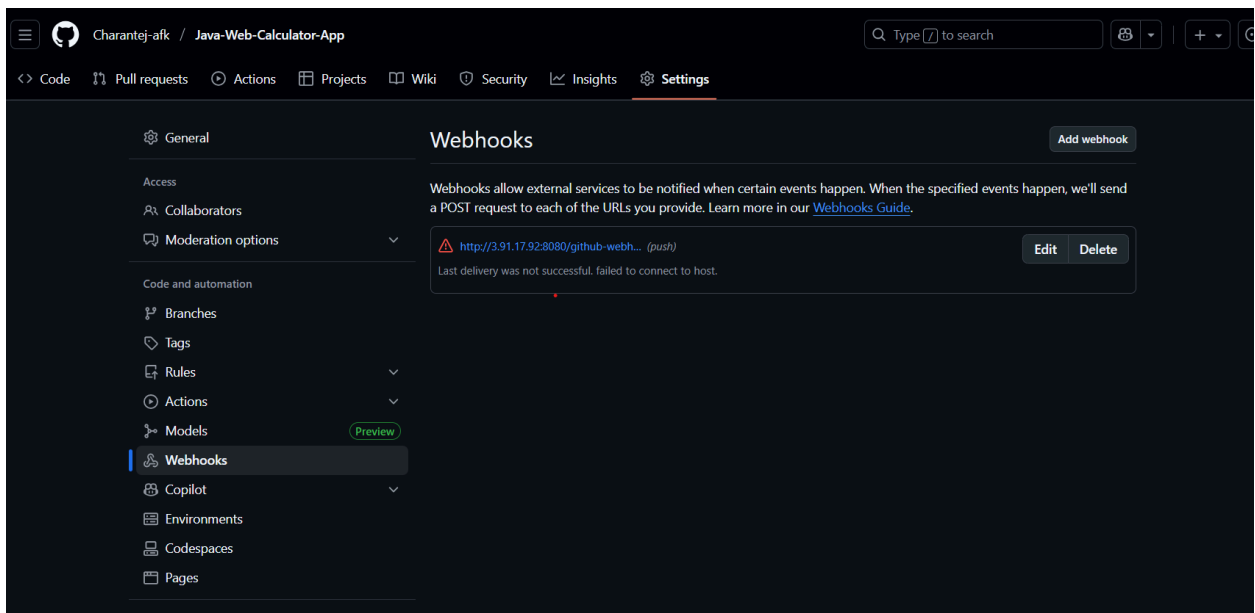 Charantej-afk / Java-Web-Calculator-App
Type / to search
Code
Pull requests
Actions
Projects
Wiki
Security
Insights
Settings
General
Access
Collaborators
Moderation options
Code and automation
Branches
Tags
Rules
Actions
Models Preview
Webhooks
Copilot
Environments
Codespaces
Pages
Webhooks
Add webhook
Webhooks allow external services to be notified when certain events happen. When the specified events happen, we'll send
a POST request to each of the URLs you provide. Learn more in our Webhooks Guide.
http://3.91.17.92:8080/github-webh... (push)
Edit
Delete
Last delivery was not successful. failed to connect to host.